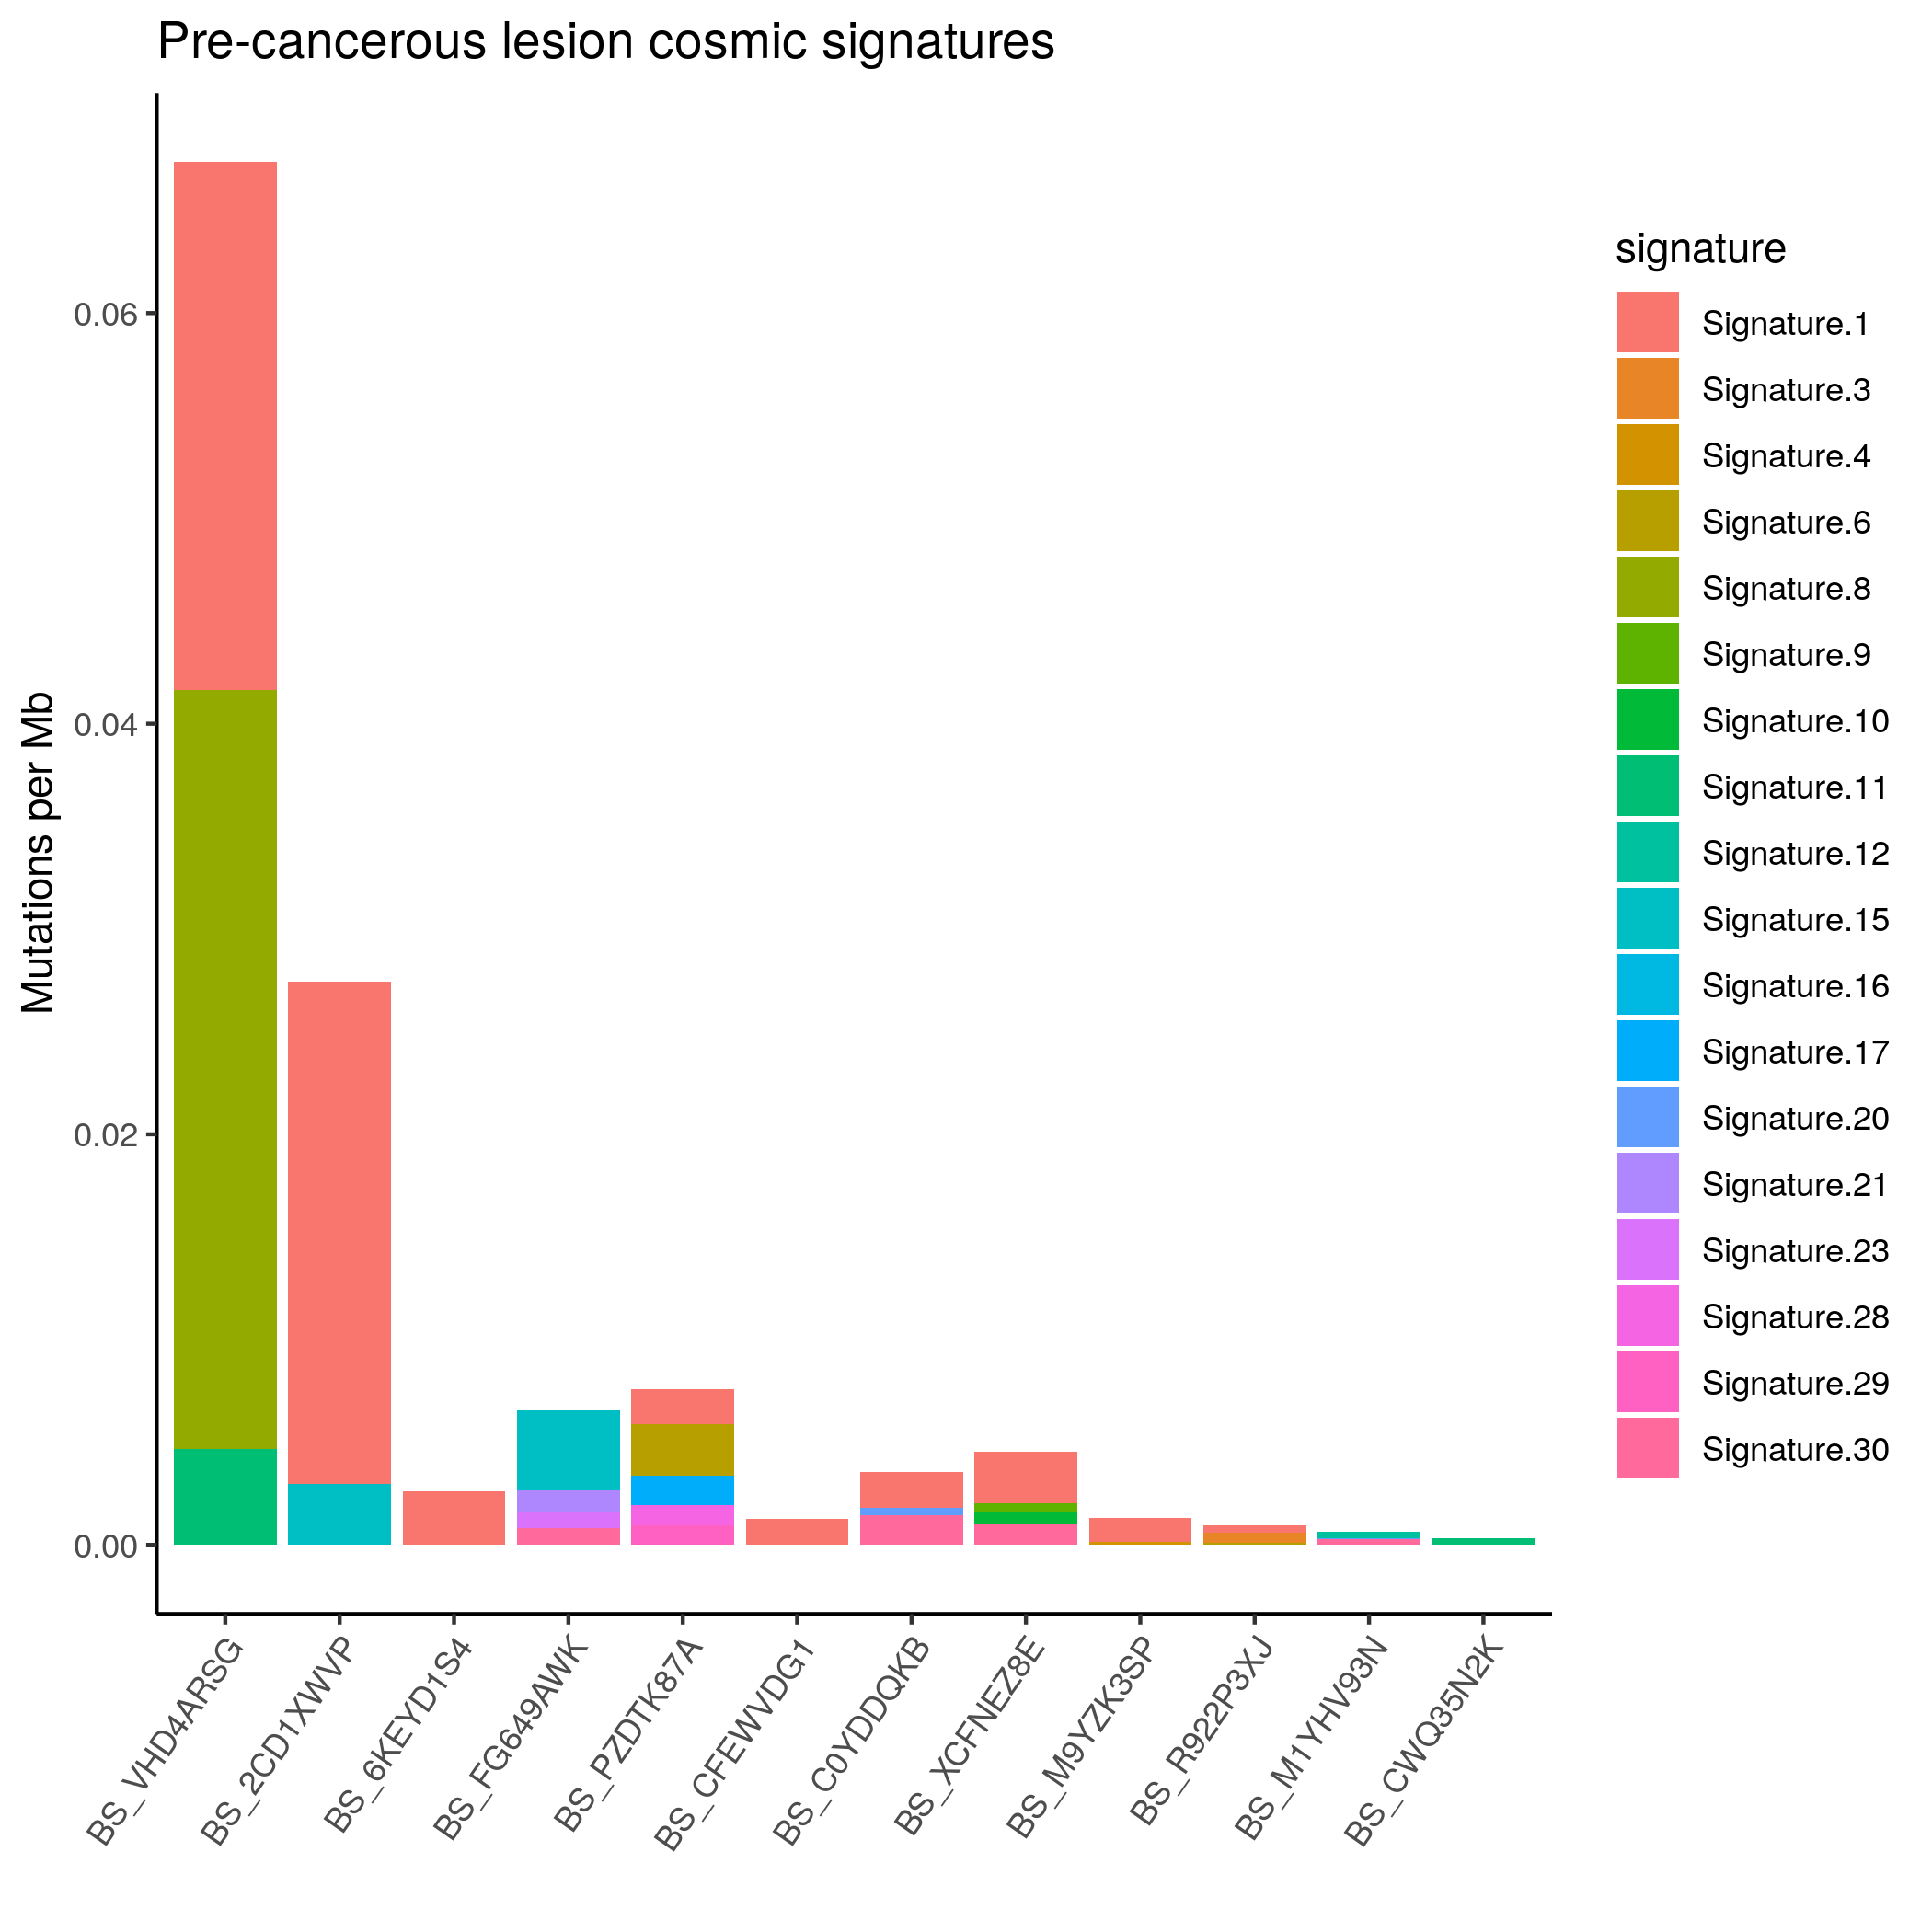 Pre-cancerous lesion cosmic signatures
Mutations per Mb
0.06
0.04
0.02
0.00
BS_VHD4ARSG
BS_2CD1XWVP
BS_6KEYD1S4
BS_FG649AWK
BS_PZDTK87A
BS_CFEWVDG1
BS_C0YDDQKB
BS_XCFNEZ8E
BS_M9YZK3SP
BS_R922P3XJ
BS_M1YHV93N
BS_CWQ35N2K
signature
Signature.1
Signature.3
Signature.4
Signature.6
Signature.8
Signature.9
Signature.10
Signature.11
Signature.12
Signature.15
Signature.16
Signature.17
Signature.20
Signature.21
Signature.23
Signature.28
Signature.29
Signature.30